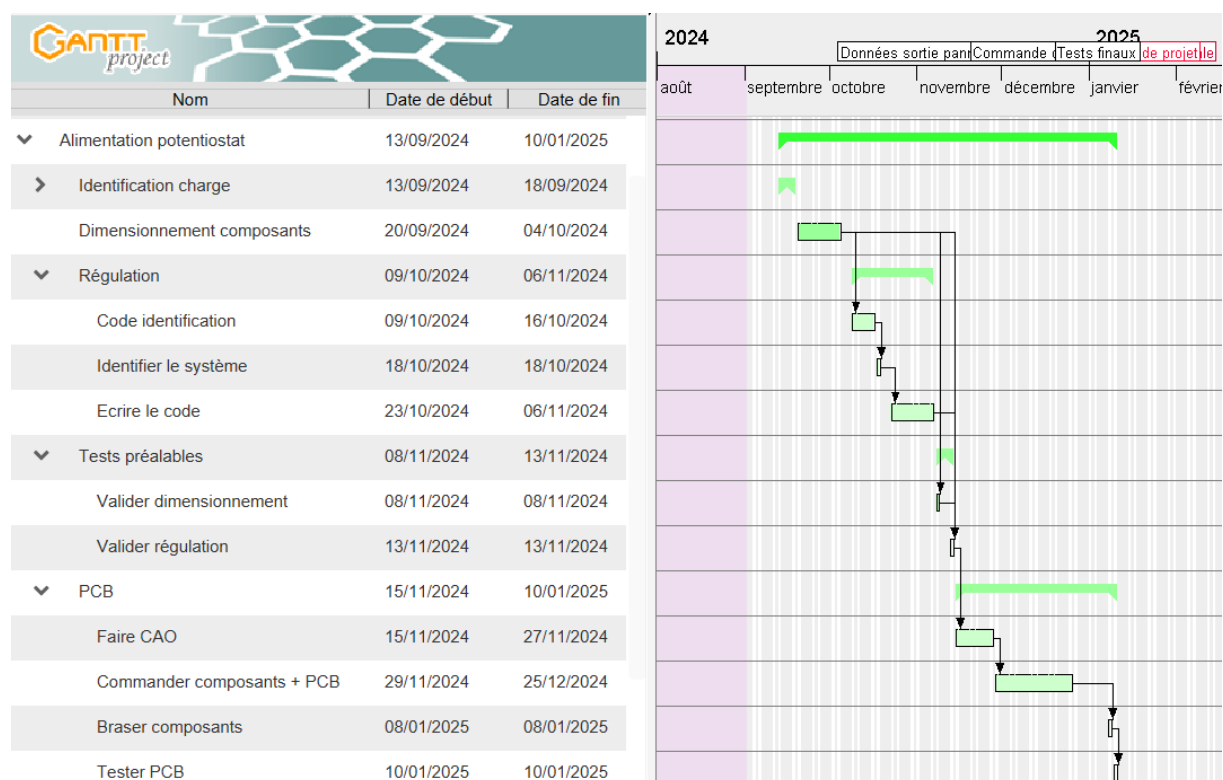 GANTT
project
Nom Date de début Date de fin
Alimentation potentiostat 13/09/2024 10/01/2025
Identification charge 13/09/2024 18/09/2024
Dimensionnement composants 20/09/2024 04/10/2024
Régulation 09/10/2024 06/11/2024
Code identification 09/10/2024 16/10/2024
Identifier le système 18/10/2024 18/10/2024
Ecrire le code 23/10/2024 06/11/2024
Tests préalables 08/11/2024 13/11/2024
Valider dimensionnement 08/11/2024 08/11/2024
Valider régulation 13/11/2024 13/11/2024
PCB 15/11/2024 10/01/2025
Faire CAO 15/11/2024 27/11/2024
Commander composants + PCB 29/11/2024 25/12/2024
Braser composants 08/01/2025 08/01/2025
Tester PCB 10/01/2025 10/01/2025
2024 2025
Données sortie Commande Tests finaux de projet
août septembre octobre novembre décembre janvier février